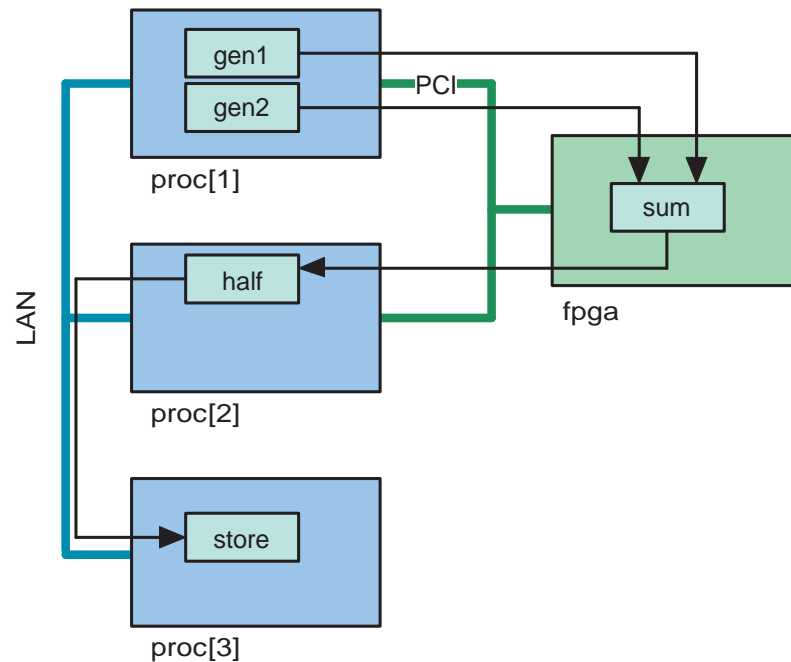 gen1
gen2
PCI
proc[1]
sum
fpga
half
LAN
proc[2]
store
proc[3]